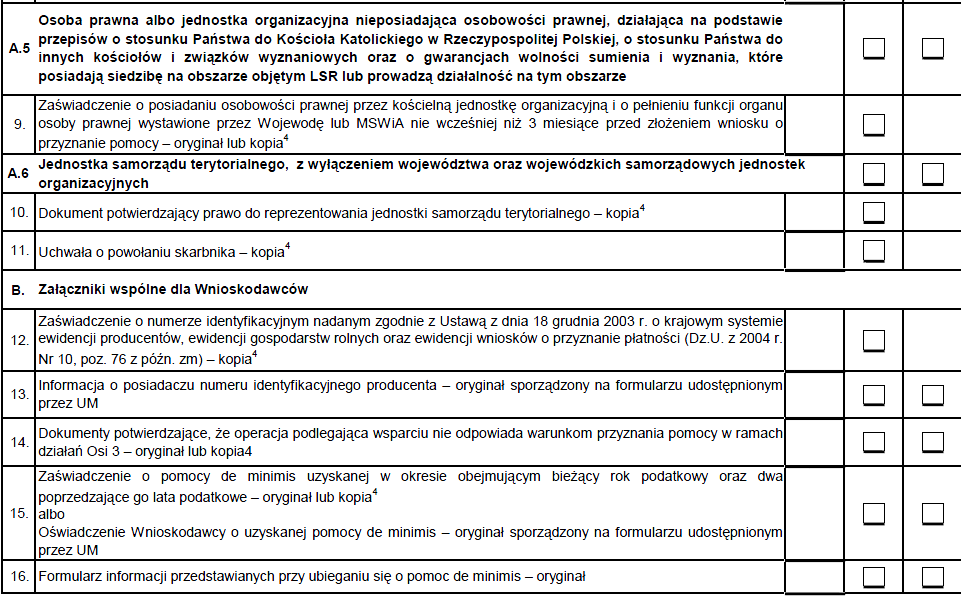 Osoba prawna albo jednostka organizacyjna nieposiadająca osobowości prawnej, działająca na podstawie
A.5 przepisów o stosunku Państwa do Kościoła Katolickiego w Rzeczypospolitej Polskiej, o stosunku Państwa do
innych kościołów i związków wyznaniowych oraz o gwarancjach wolności sumienia i wyznania, które
posiadają siedzibę na obszarze objętym LSR lub prowadzą działalność na tym obszarze
Zaświadczenie o posiadaniu osobowości prawnej przez kościelną jednostkę organizacyjną i o pełnieniu funkcji organu
9. osoby prawnej wystawione przez Wojewodę lub MSWiA nie wcześniej niż 3 miesiące przed złożeniem wniosku o
przyznanie pomocy – oryginał lub kopia4
A.6 Jednostka samorządu terytorialnego, z wyłączeniem województwa oraz wojewódzkich samorządowych jednostek
organizacyjnych
10. Dokument potwierdzający prawo do reprezentowania jednostki samorządu terytorialnego – kopia4
11. Uchwała o powołaniu skarbnika – kopia4
B. Załączniki wspólne dla Wnioskodawców
Zaświadczenie o numerze identyfikacyjnym nadanym zgodnie z Ustawą z dnia 18 grudnia 2003 r. o krajowym systemie
12. ewidencji producentów, ewidencji gospodarstw rolnych oraz ewidencji wniosków o przyznanie płatności (Dz.U. z 2004 r.
Nr 10, poz. 76 z późn. zm) – kopia4
13. Informacja o posiadaczu numeru identyfikacyjnego producenta – oryginał sporządzony na formularzu udostępnionym
przez UM
14. Dokumenty potwierdzające, że operacja podlegająca wsparciu nie odpowiada warunkom przyznania pomocy w ramach
działań Osi 3 – oryginał lub kopia4
Zaświadczenie o pomocy de minimis uzyskanej w okresie obejmującym bieżący rok podatkowy oraz dwa
poprzedzające go lata podatkowe – oryginał lub kopia4
15. albo
Oświadczenie Wnioskodawcy o uzyskanej pomocy de minimis – oryginał sporządzony na formularzu udostępnionym
przez UM
16. Formularz informacji przedstawianych przy ubieganiu się o pomoc de minimis – oryginał